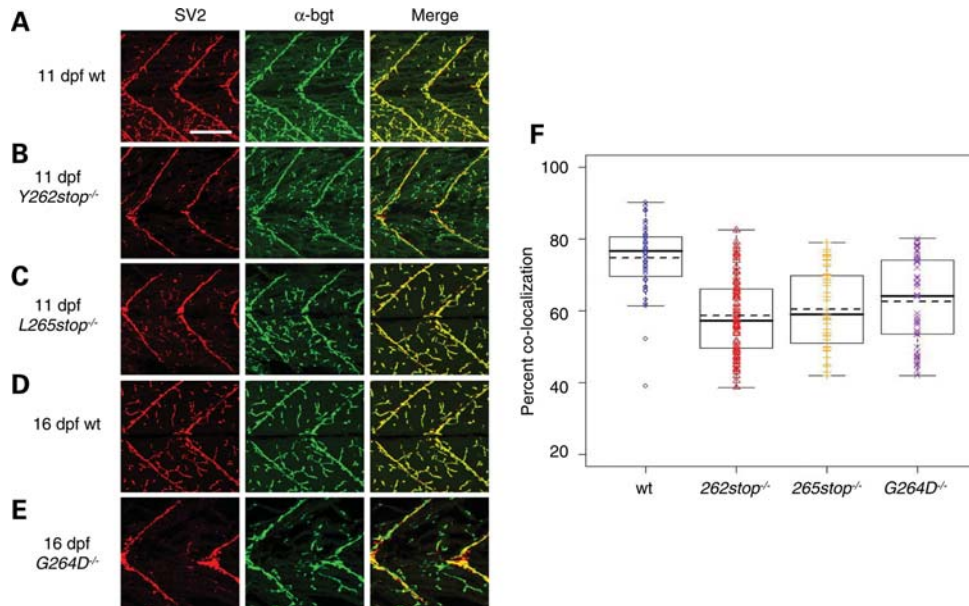 SV2 α-bgt Merge
A
11 dpf wt
B
11 dpf
Y262stop-/-
C
11 dpf
L265stop-/-
D
16 dpf wt
E
16 dpf
G264D-/-
F
Percent co-localization
100
80
60
40
20
wt 262stop-/- 265stop-/- G264D-/-